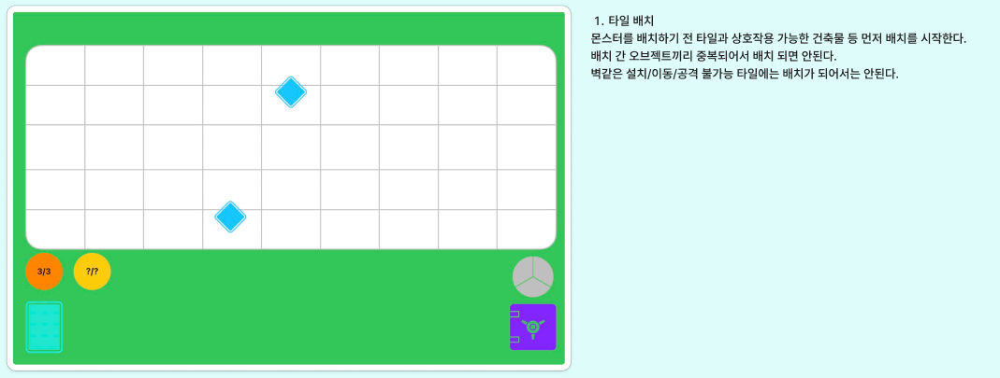 1. 타일 배치
몬스터를 배치하기 전 타일과 상호작용 가능한 건축물 등 먼저 배치를 시작한다.
배치 간 오브젝트끼리 중복되어서 배치 되면 안된다.
벽같은 설치/이동/공격 불가능 타일에는 배치가 되어서는 안된다.
3/3
?/?